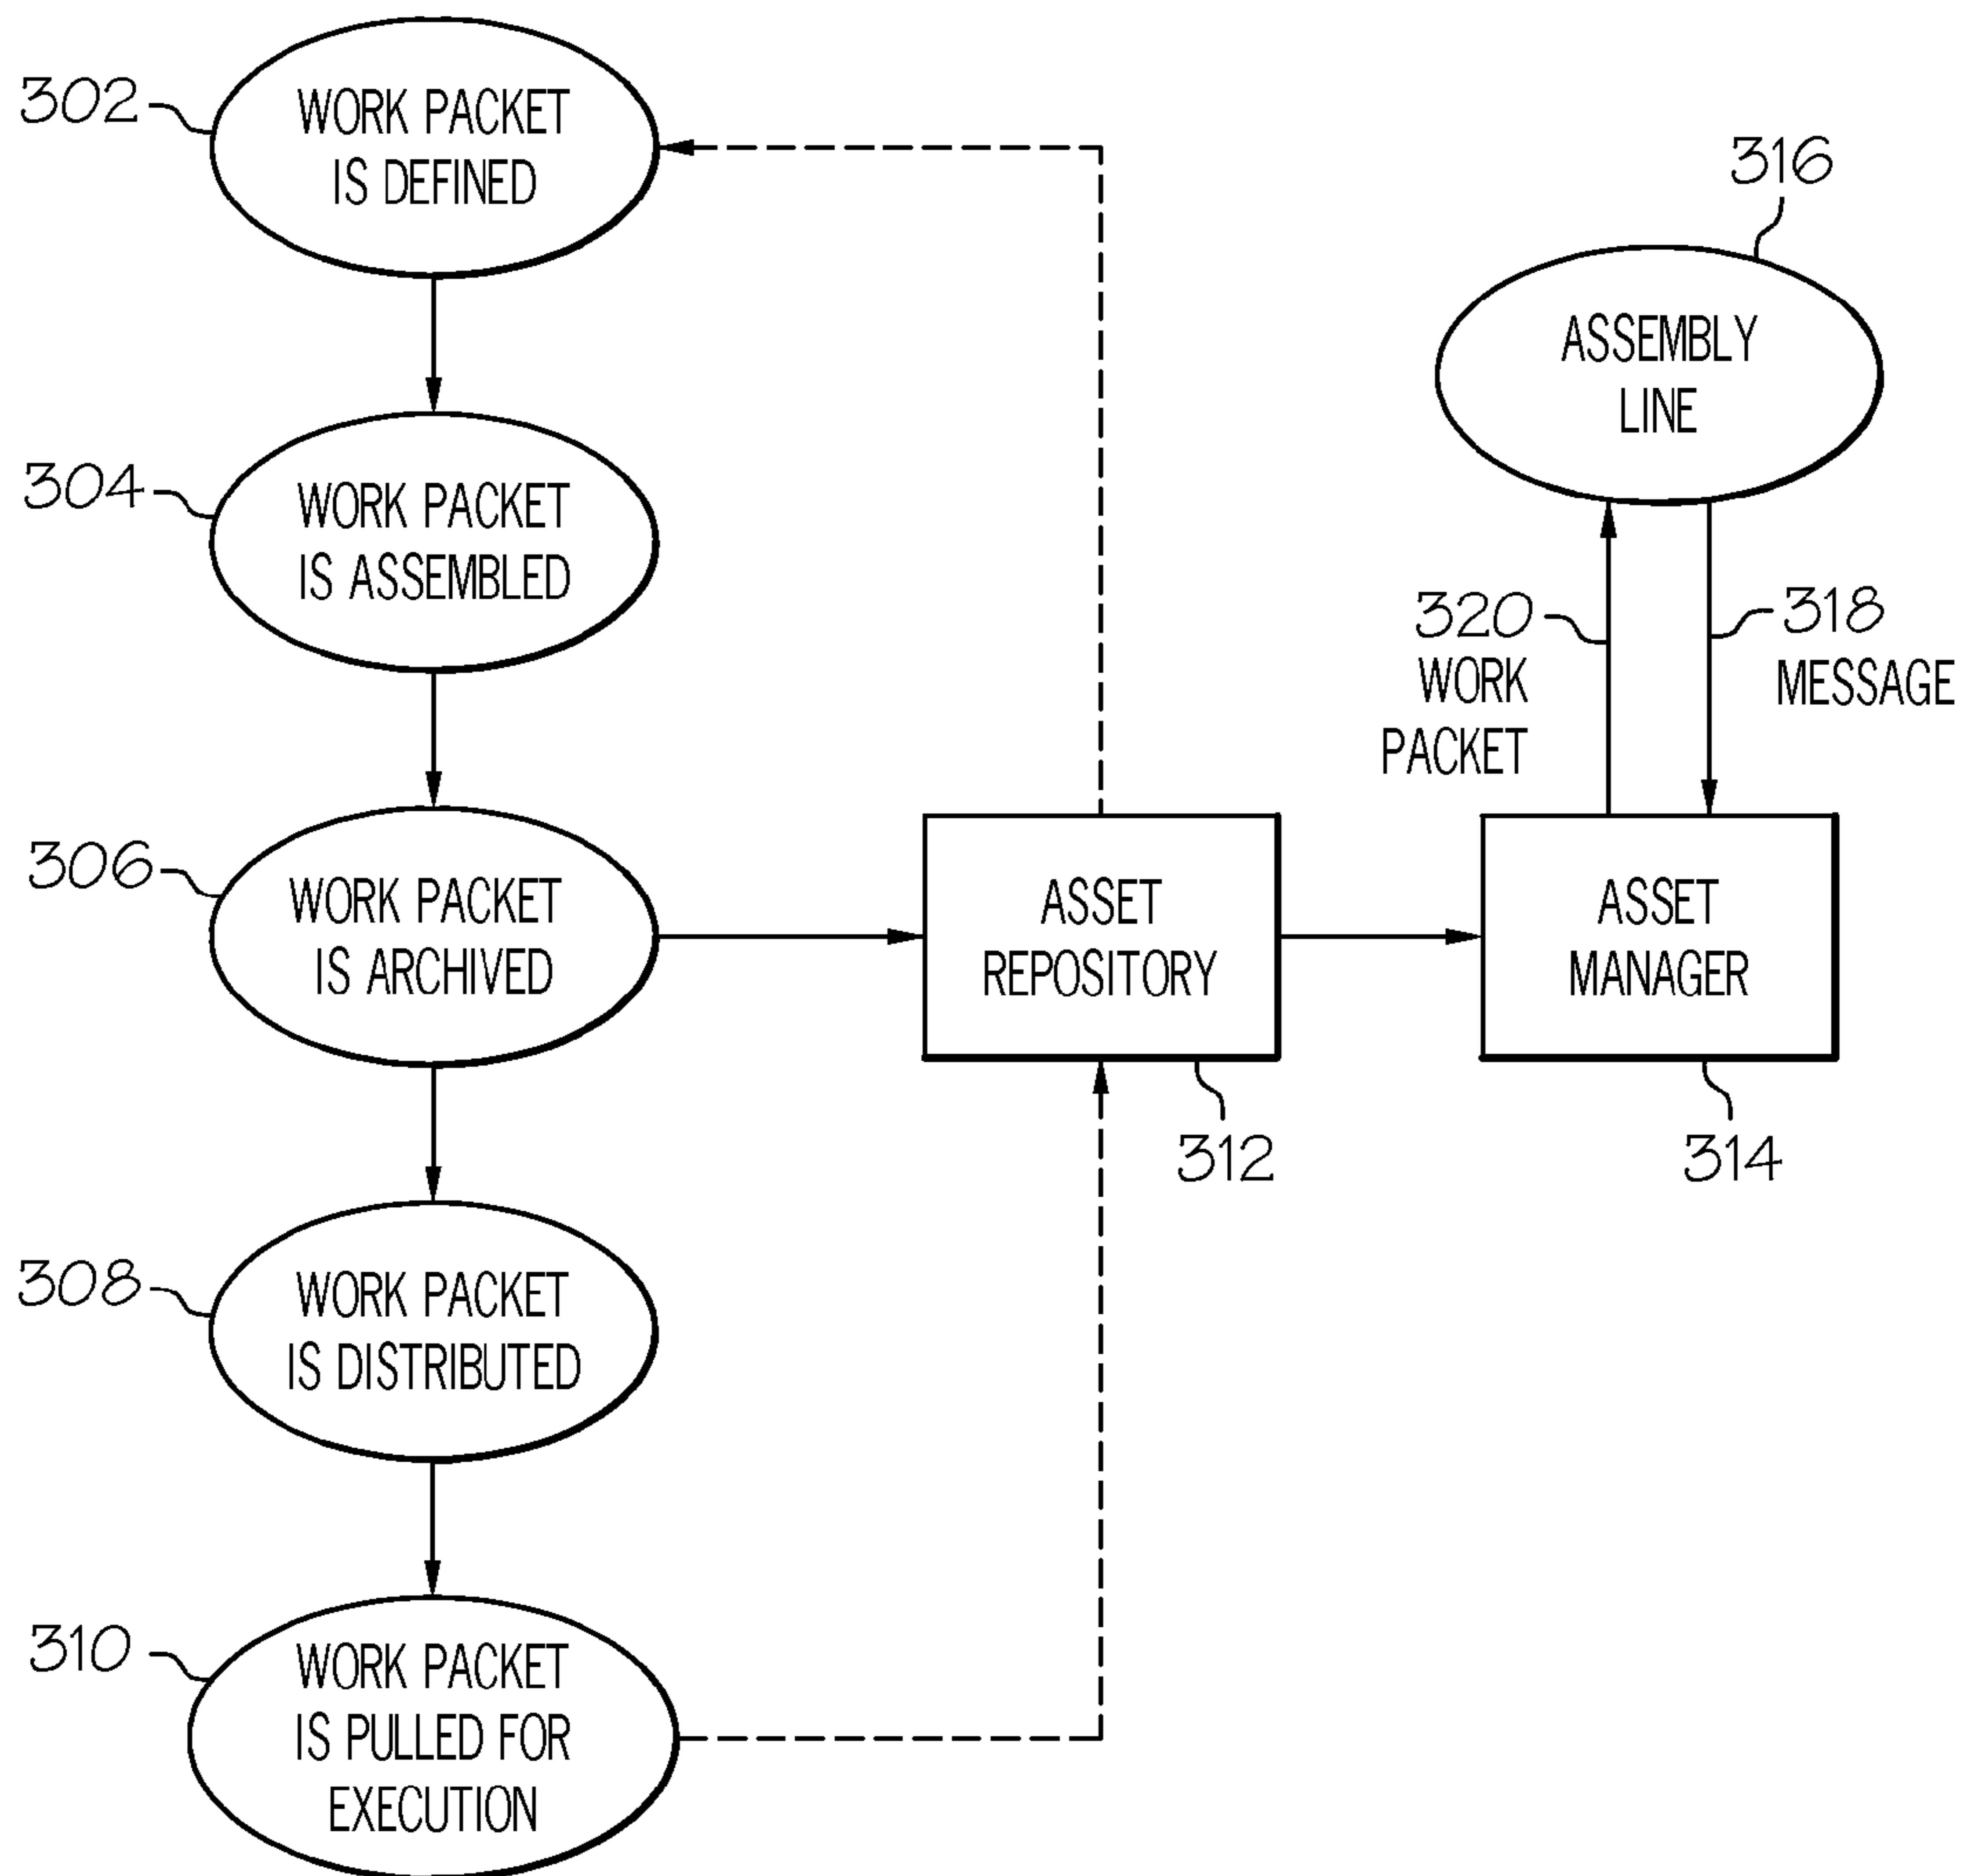 302
WORK PACKET
IS DEFINED
304
WORK PACKET
IS ASSEMBLED
306
WORK PACKET
IS ARCHIVED
308
WORK PACKET
IS DISTRIBUTED
310
WORK PACKET
IS PULLED FOR
EXECUTION
ASSET
REPOSITORY
312
316
ASSEMBLY
LINE
320
WORK
PACKET
318
MESSAGE
ASSET
MANAGER
314